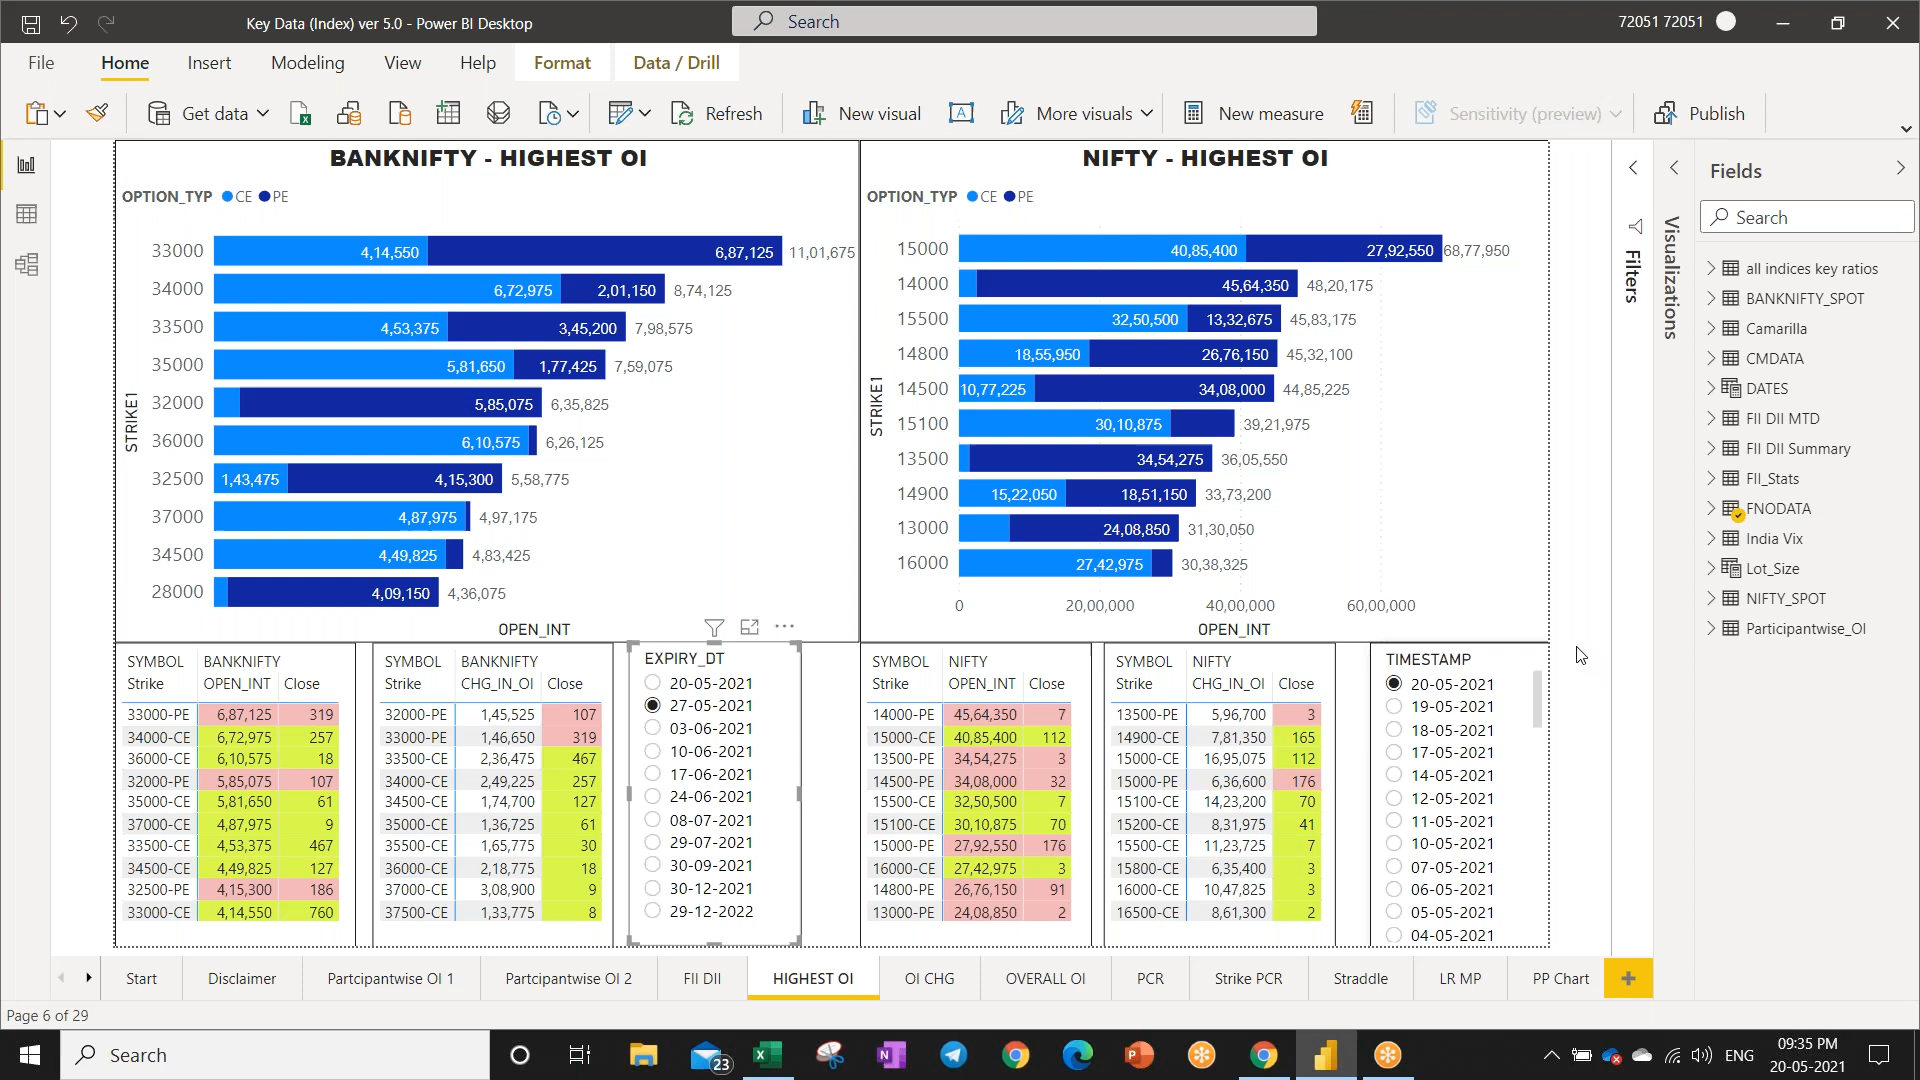 Key Data (Index) ver 5.0 - Power BI Desktop
Search
72051 72051
File Home Insert Modeling View Help Format Data / Drill
Get data Refresh New visual More visuals New measure Sensitivity (preview) Publish
BANKNIFTY - HIGHEST OI
OPTION_TYP CE PE
STRIKE1
33000 4,14,550 6,87,125 11,01,675
34000 6,72,975 2,01,150 8,74,125
33500 4,53,375 3,45,200 7,98,575
35000 5,81,650 1,77,425 7,59,075
32000 5,85,075 6,35,825
36000 6,10,575 6,26,125
32500 1,43,475 4,15,300 5,58,775
37000 4,87,975 4,97,175
34500 4,49,825 4,83,425
28000 4,09,150 4,36,075
OPEN_INT
NIFTY - HIGHEST OI
OPTION_TYP CE PE
STRIKE1
15000 40,85,400 27,92,550 68,77,950
14000 45,64,350 48,20,175
15500 32,50,500 13,32,675 45,83,175
14800 18,55,950 26,76,150 45,32,100
14500 10,77,225 34,08,000 44,85,225
15100 30,10,875 39,21,975
13500 34,54,275 36,05,550
14900 15,22,050 18,51,150 33,73,200
13000 24,08,850 31,30,050
16000 27,42,975 30,38,325
0 20,00,000 40,00,000 60,00,000
OPEN_INT
SYMBOL BANKNIFTY
Strike OPEN_INT Close
33000-PE 6,87,125 319
34000-CE 6,72,975 257
36000-CE 6,10,575 18
32000-PE 5,85,075 107
35000-CE 5,81,650 61
37000-CE 4,87,975 9
33500-CE 4,53,375 467
34500-CE 4,49,825 127
32500-PE 4,15,300 186
33000-CE 4,14,550 760
SYMBOL BANKNIFTY
Strike CHG_IN_OI Close
32000-PE 1,45,525 107
33000-PE 1,46,650 319
33500-CE 2,36,475 467
34000-CE 2,49,225 257
34500-CE 1,74,700 127
35000-CE 1,36,725 61
35500-CE 1,65,775 30
36000-CE 2,18,775 18
37000-CE 3,08,900 9
37500-CE 1,33,775 8
EXPIRY_DT
20-05-2021
27-05-2021
03-06-2021
10-06-2021
17-06-2021
24-06-2021
08-07-2021
29-07-2021
30-09-2021
30-12-2021
29-12-2022
SYMBOL NIFTY
Strike OPEN_INT Close
14000-PE 45,64,350 7
15000-CE 40,85,400 112
13500-PE 34,54,275 3
14500-PE 34,08,000 32
15500-CE 32,50,500 7
15100-CE 30,10,875 70
15000-PE 27,92,550 176
16000-CE 27,42,975 3
14800-PE 26,76,150 91
13000-PE 24,08,850 2
SYMBOL NIFTY
Strike CHG_IN_OI Close
13500-PE 5,96,700 3
14900-CE 7,81,350 165
15000-CE 16,95,075 112
15000-PE 6,36,600 176
15100-CE 14,23,200 70
15200-CE 8,31,975 41
15500-CE 11,23,725 7
15800-CE 6,35,400 3
16000-CE 10,47,825 3
16500-CE 8,61,300 2
TIMESTAMP
20-05-2021
19-05-2021
18-05-2021
17-05-2021
14-05-2021
12-05-2021
11-05-2021
10-05-2021
07-05-2021
06-05-2021
05-05-2021
04-05-2021
Filters
Visualizations
Fields
Search
all indices key ratios
BANKNIFTY_SPOT
Camarilla
CMDATA
DATES
FII DII MTD
FII DII Summary
FII_Stats
FNODATA
India Vix
Lot_Size
NIFTY_SPOT
Participantwise_OI
Start Disclaimer Partcipantwise OI 1 Partcipantwise OI 2 FII DII HIGHEST OI OI CHG OVERALL OI PCR Strike PCR Straddle LR MP PP Chart
Page 6 of 29
Search
23
ENG
09:35 PM
20-05-2021